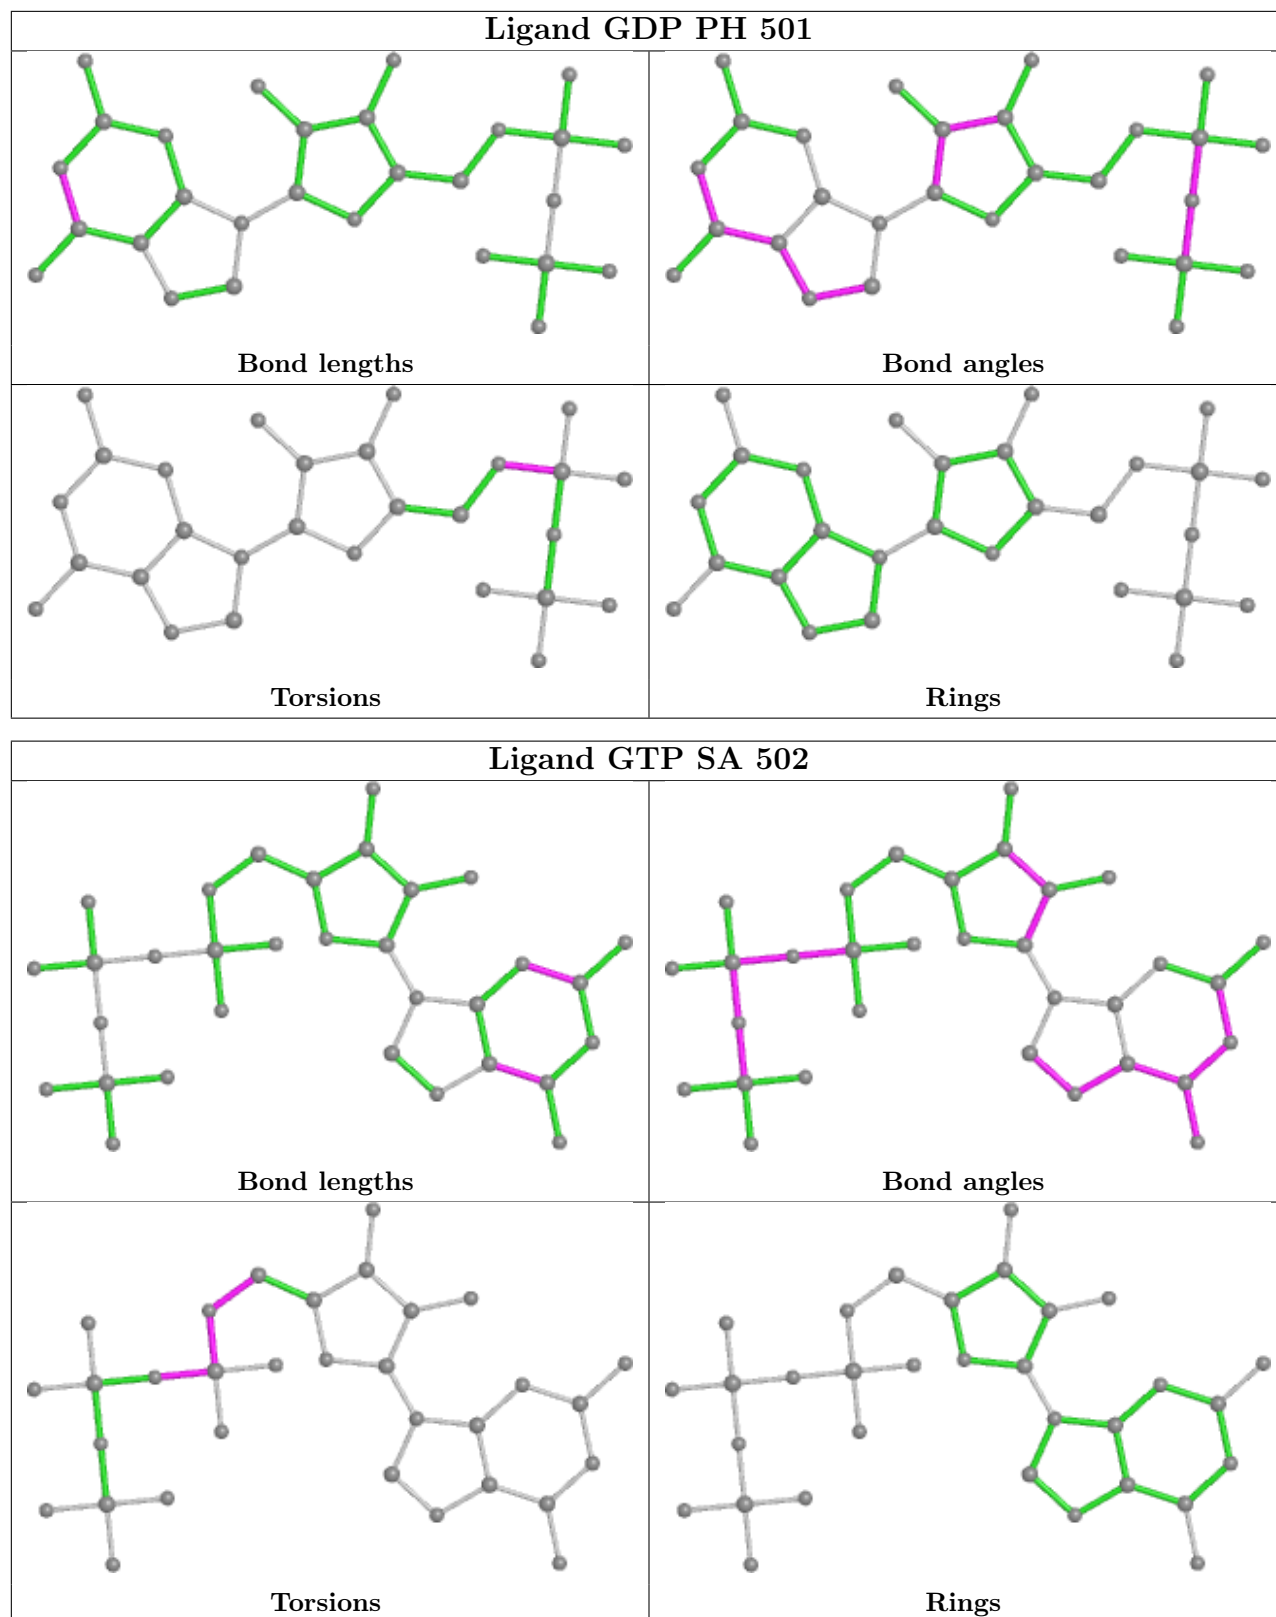 Ligand GDP PH 501
Bond lengths
Bond angles
Torsions
Rings
Ligand GTP SA 502
Bond lengths
Bond angles
Torsions
Rings